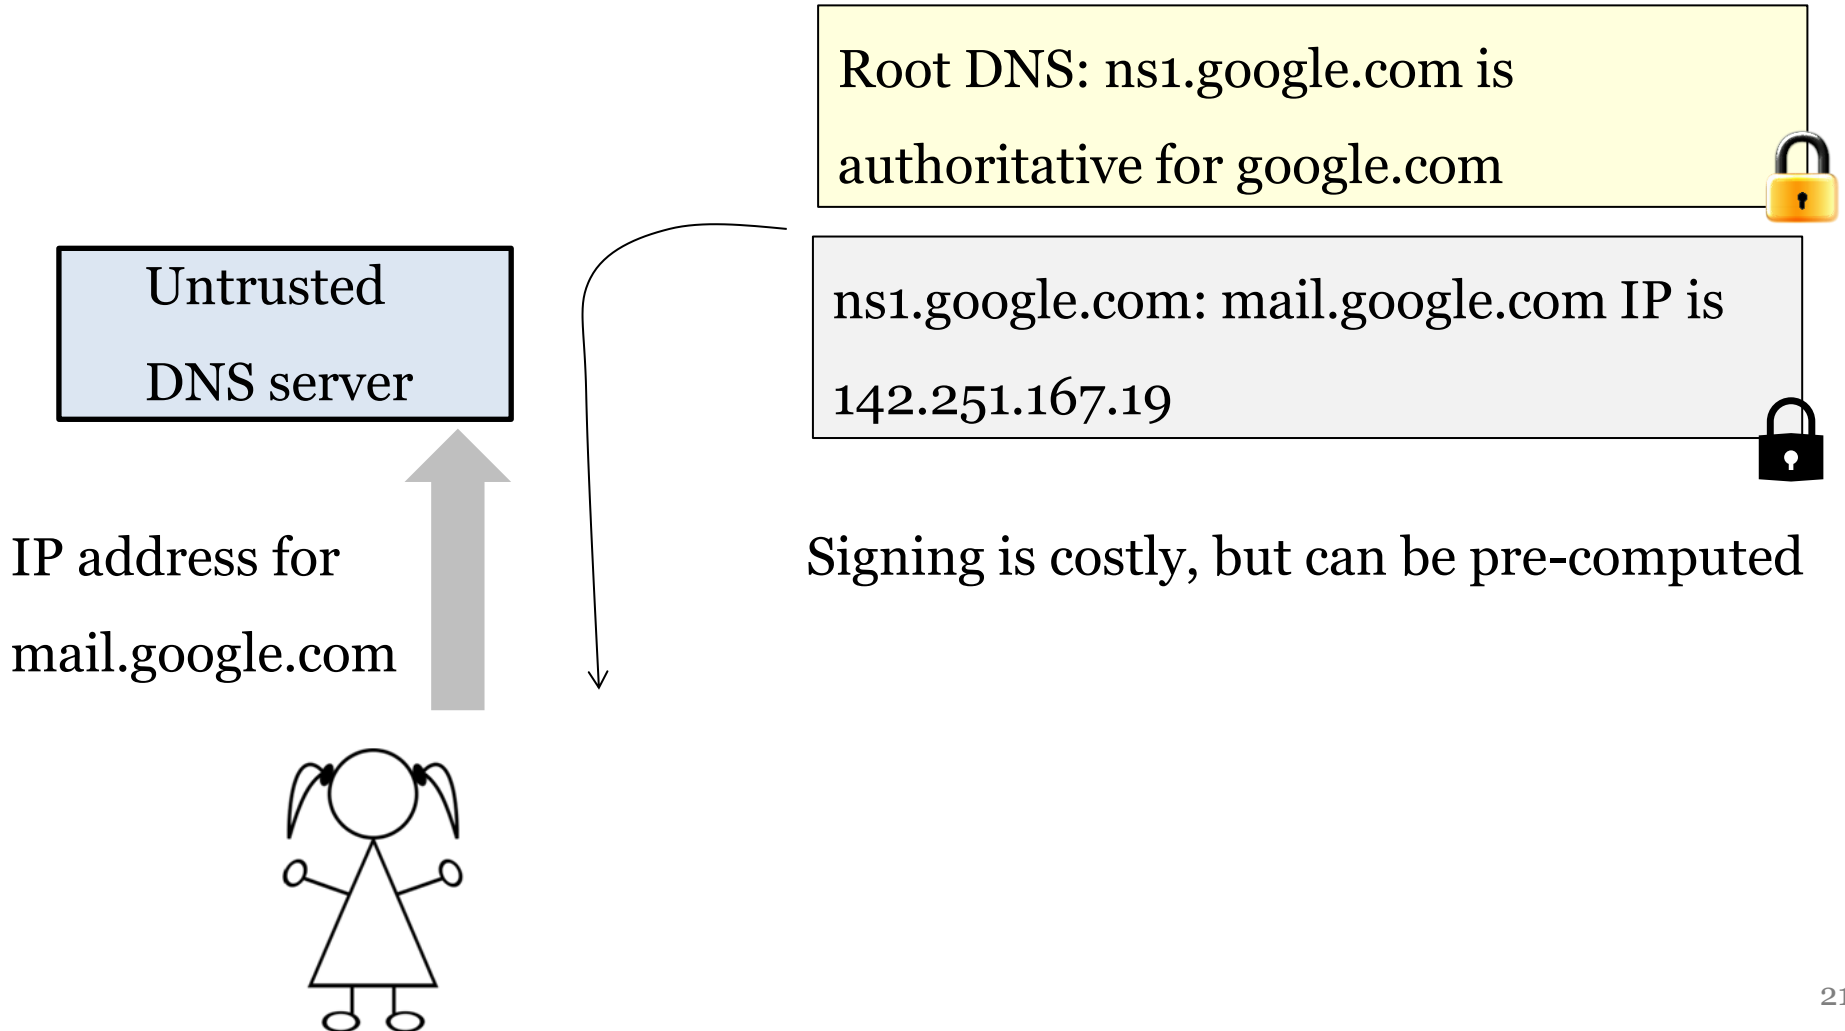 Root DNS: ns1.google.com is
authoritative for google.com
Untrusted
DNS server
ns1.google.com: mail.google.com IP is
142.251.167.19
IP address for
mail.google.com
Signing is costly, but can be pre-computed
21